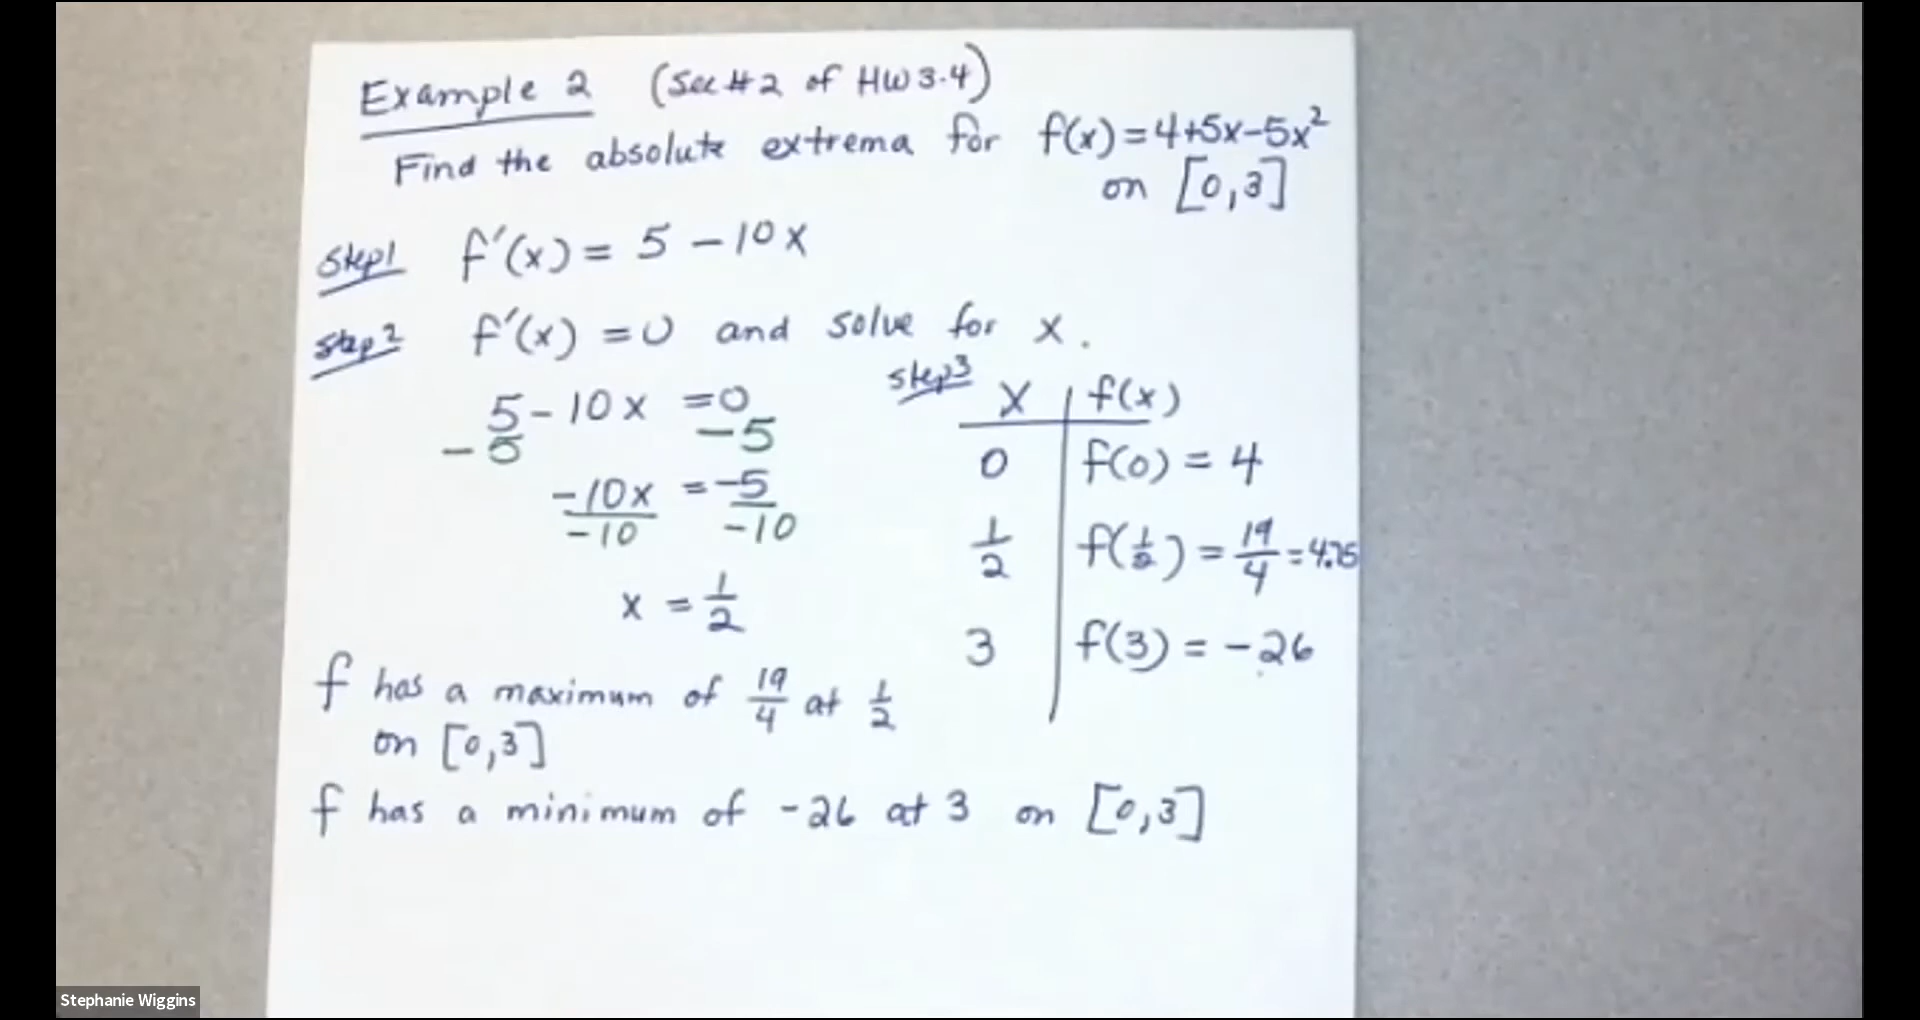 Example 2 (See #2 of HW 3.4)
Find the absolute extrema for f(x) = 4+5x-5x²
on [0,3]
Step1 f'(x) = 5 - 10x
Step2 f'(x) = 0 and solve for x.
5 - 10x = 0
- 5 - 5
-10x = -5
-10 -10
x = 1/2
Step3
x | f(x)
0 f(0) = 4
1/2 f(1/2) = 19/4 = 4.75
3 f(3) = -26
f has a maximum of 19/4 at 1/2
on [0,3]
f has a minimum of -26 at 3 on [0,3]
Stephanie Wiggins